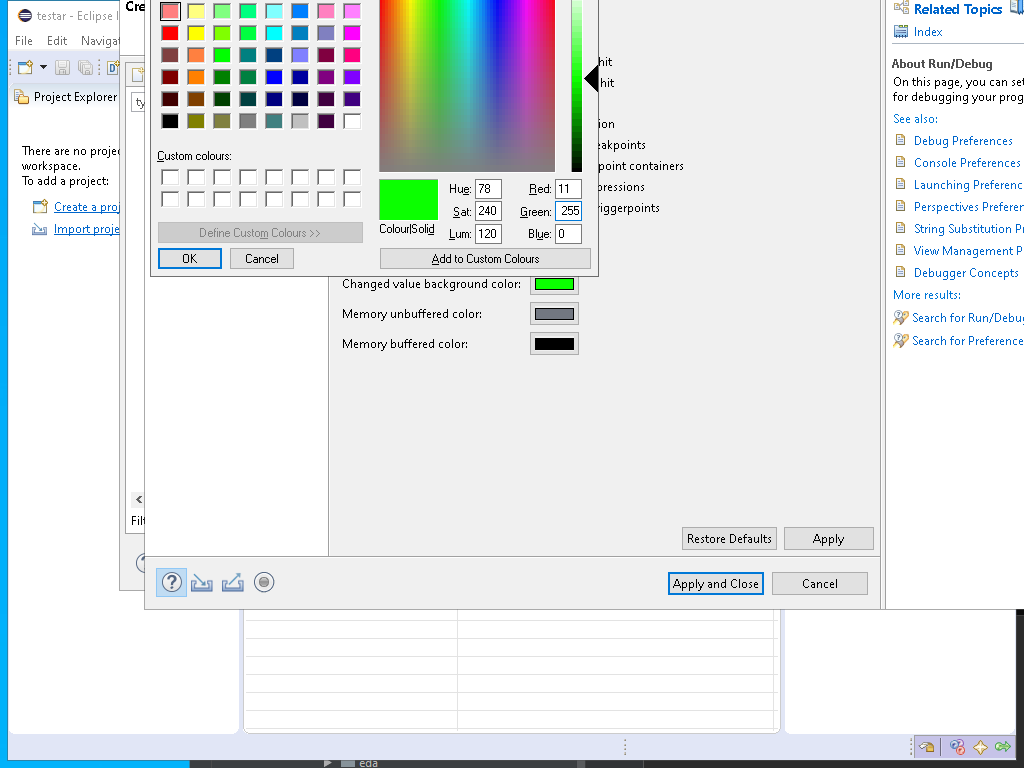 testar - Eclipse I
Cre
File Edit Naviga
Project Explorer
ty
There are no projec
workspace.
To add a project:
Create a proj
Import proje
Custom colours:
Define Custom Colours >>
OK
Cancel
Hue: 78
Sat: 240
Lum: 120
Red: 11
Green: 255
Blue: 0
Colour|Solid
Add to Custom Colours
hit
hit
ion
eakpoints
point containers
pressions
riggerpoints
Changed value background color:
Memory unbuffered color:
Memory buffered color:
Filt
Restore Defaults
Apply
Apply and Close
Cancel
Related Topics
Index
About Run/Debug
On this page, you can set
for debugging your prog
See also:
Debug Preferences
Console Preferences
Launching Preferenc
Perspectives Preferen
String Substitution Pr
View Management P
Debugger Concepts
More results:
Search for Run/Debug
Search for Preference
eda